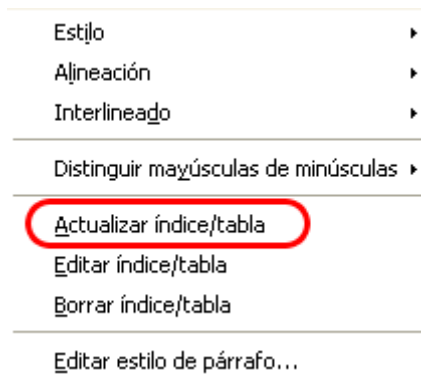 Estilo
Alineación
Interlineado
Distinguir mayúsculas de minúsculas
Actualizar índice/tabla
Editar índice/tabla
Borrar índice/tabla
Editar estilo de párrafo...